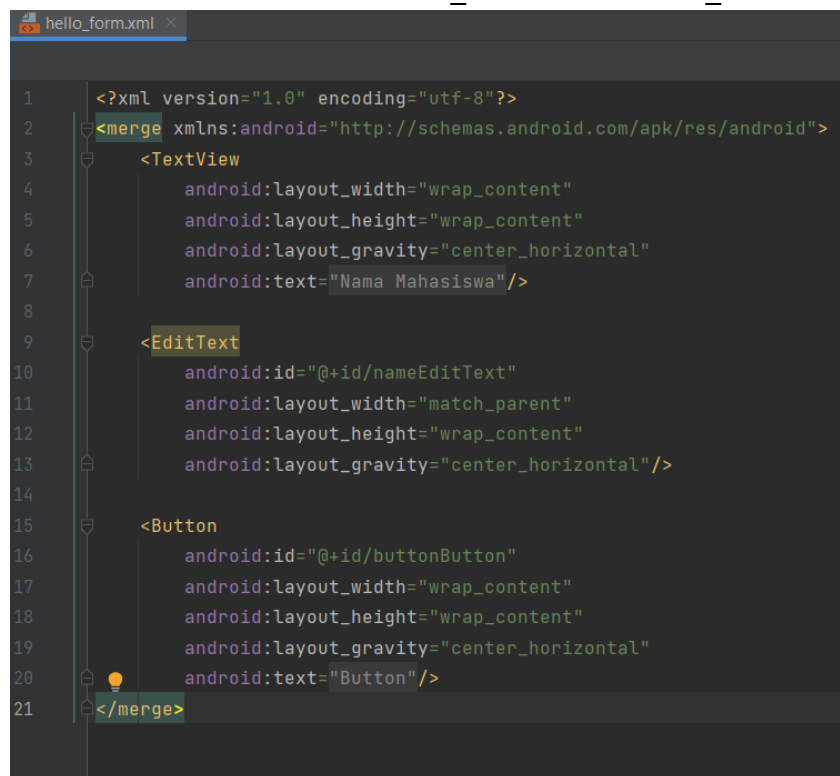 hello_form.xml
1 <?xml version="1.0" encoding="utf-8"?>
2 <merge xmlns:android="http://schemas.android.com/apk/res/android">
3 <TextView
4 android:layout_width="wrap_content"
5 android:layout_height="wrap_content"
6 android:layout_gravity="center_horizontal"
7 android:text="Nama Mahasiswa"/>
8
9 <EditText
10 android:id="@+id/nameEditText"
11 android:layout_width="match_parent"
12 android:layout_height="wrap_content"
13 android:layout_gravity="center_horizontal"/>
14
15 <Button
16 android:id="@+id/buttonButton"
17 android:layout_width="wrap_content"
18 android:layout_height="wrap_content"
19 android:layout_gravity="center_horizontal"
20 android:text="Button"/>
21 </merge>